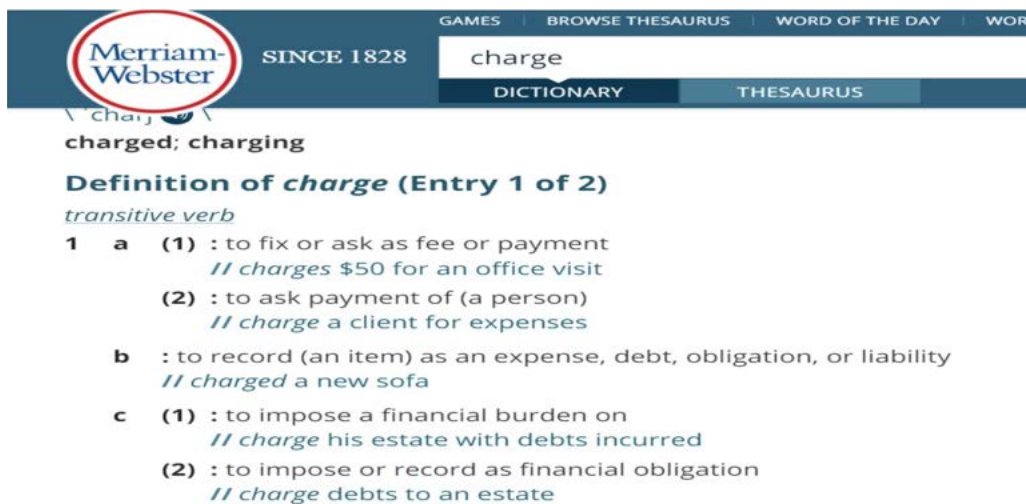 GAMES BROWSE THESAURUS WORD OF THE DAY
Merriam-
Webster
SINCE 1828
charge
DICTIONARY THESAURUS
charged; charging
Definition of charge (Entry 1 of 2)
transitive verb
1 a (1) : to fix or ask as fee or payment
// charges $50 for an office visit
(2) : to ask payment of (a person)
// charge a client for expenses
b : to record (an item) as an expense, debt, obligation, or liability
// charged a new sofa
c (1) : to impose a financial burden on
// charge his estate with debts incurred
(2) : to impose or record as financial obligation
// charge debts to an estate